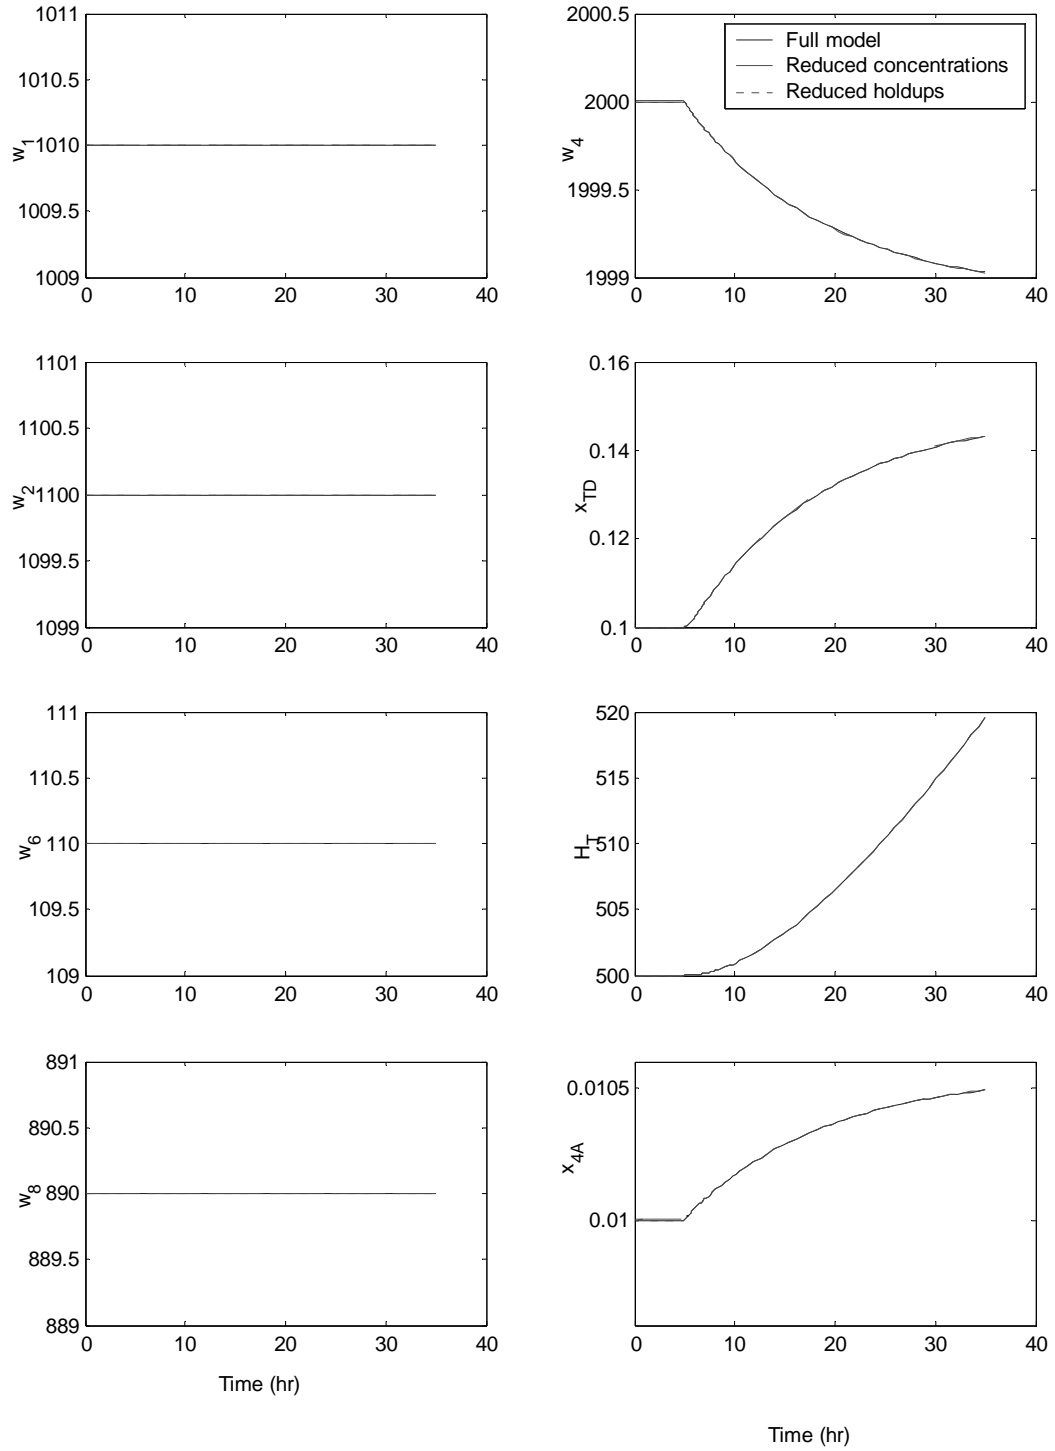 1011
1010.5
1010
1009.5
1009
w1
0 10 20 30 40
2000.5
2000
1999.5
1999
w4
Full model
Reduced concentrations
Reduced holdups
0 10 20 30 40
1101
1100.5
1100
1099.5
1099
w2
0 10 20 30 40
0.16
0.14
0.12
0.1
xTD
0 10 20 30 40
111
110.5
110
109.5
109
w6
0 10 20 30 40
520
515
510
505
500
HT
0 10 20 30 40
891
890.5
890
889.5
889
w8
0 10 20 30 40
Time (hr)
0.0105
0.01
x4A
0 10 20 30 40
Time (hr)